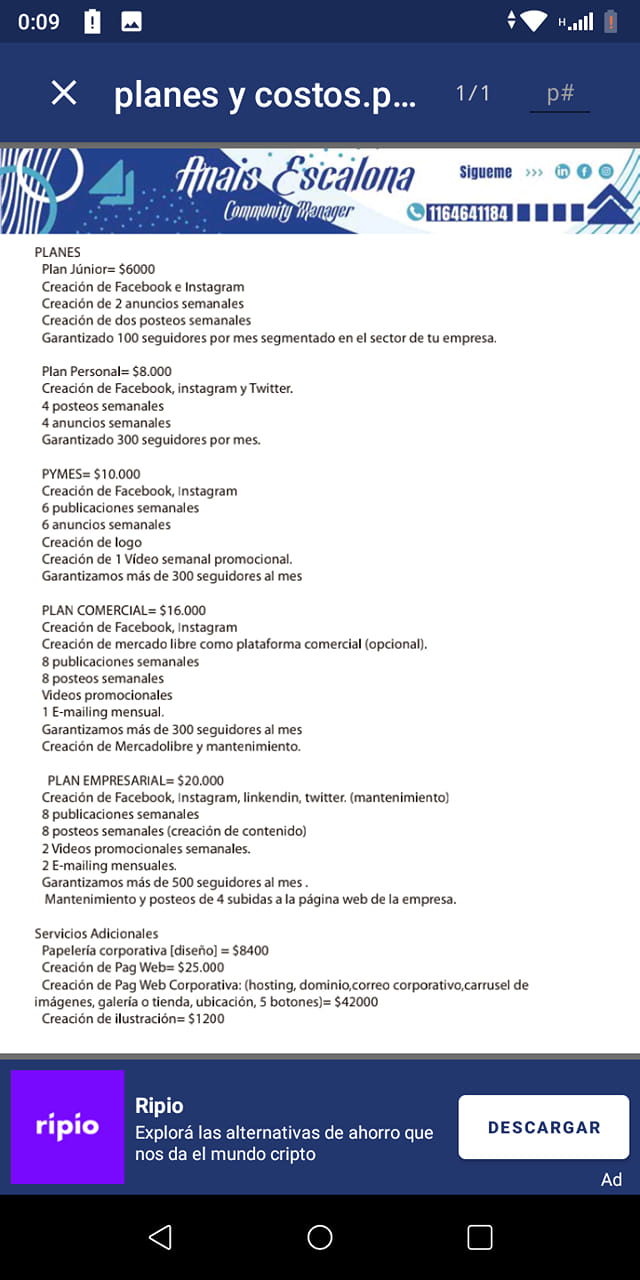 0:09
planes y costos.p...
1/1
p#
Anais Escalona
Community Manager
Sigueme >>>
1164641184
PLANES
Plan Júnior= $6000
Creación de Facebook e Instagram
Creación de 2 anuncios semanales
Creación de dos posteos semanales
Garantizado 100 seguidores por mes segmentado en el sector de tu empresa.
Plan Personal= $8.000
Creación de Facebook, instagram y Twitter.
4 posteos semanales
4 anuncios semanales
Garantizado 300 seguidores por mes.
PYMES= $10.000
Creación de Facebook, Instagram
6 publicaciones semanales
6 anuncios semanales
Creación de logo
Creación de 1 Vídeo semanal promocional.
Garantizamos más de 300 seguidores al mes
PLAN COMERCIAL= $16.000
Creación de Facebook, Instagram
Creación de mercado libre como plataforma comercial (opcional).
8 publicaciones semanales
8 posteos semanales
Videos promocionales
1 E-mailing mensual.
Garantizamos más de 300 seguidores al mes
Creación de Mercadolibre y mantenimiento.
PLAN EMPRESARIAL= $20.000
Creación de Facebook, Instagram, linkendin, twitter. (mantenimiento)
8 publicaciones semanales
8 posteos semanales (creación de contenido)
2 Videos promocionales semanales.
2 E-mailing mensuales.
Garantizamos más de 500 seguidores al mes .
Mantenimiento y posteos de 4 subidas a la página web de la empresa.
Servicios Adicionales
Papelería corporativa [diseño] = $8400
Creación de Pag Web= $25.000
Creación de Pag Web Corporativa: (hosting, dominio,correo corporativo,carrusel de
imágenes, galería o tienda, ubicación, 5 botones)= $42000
Creación de ilustración= $1200
ripio
Ripio
Explorá las alternativas de ahorro que
nos da el mundo cripto
DESCARGAR
Ad